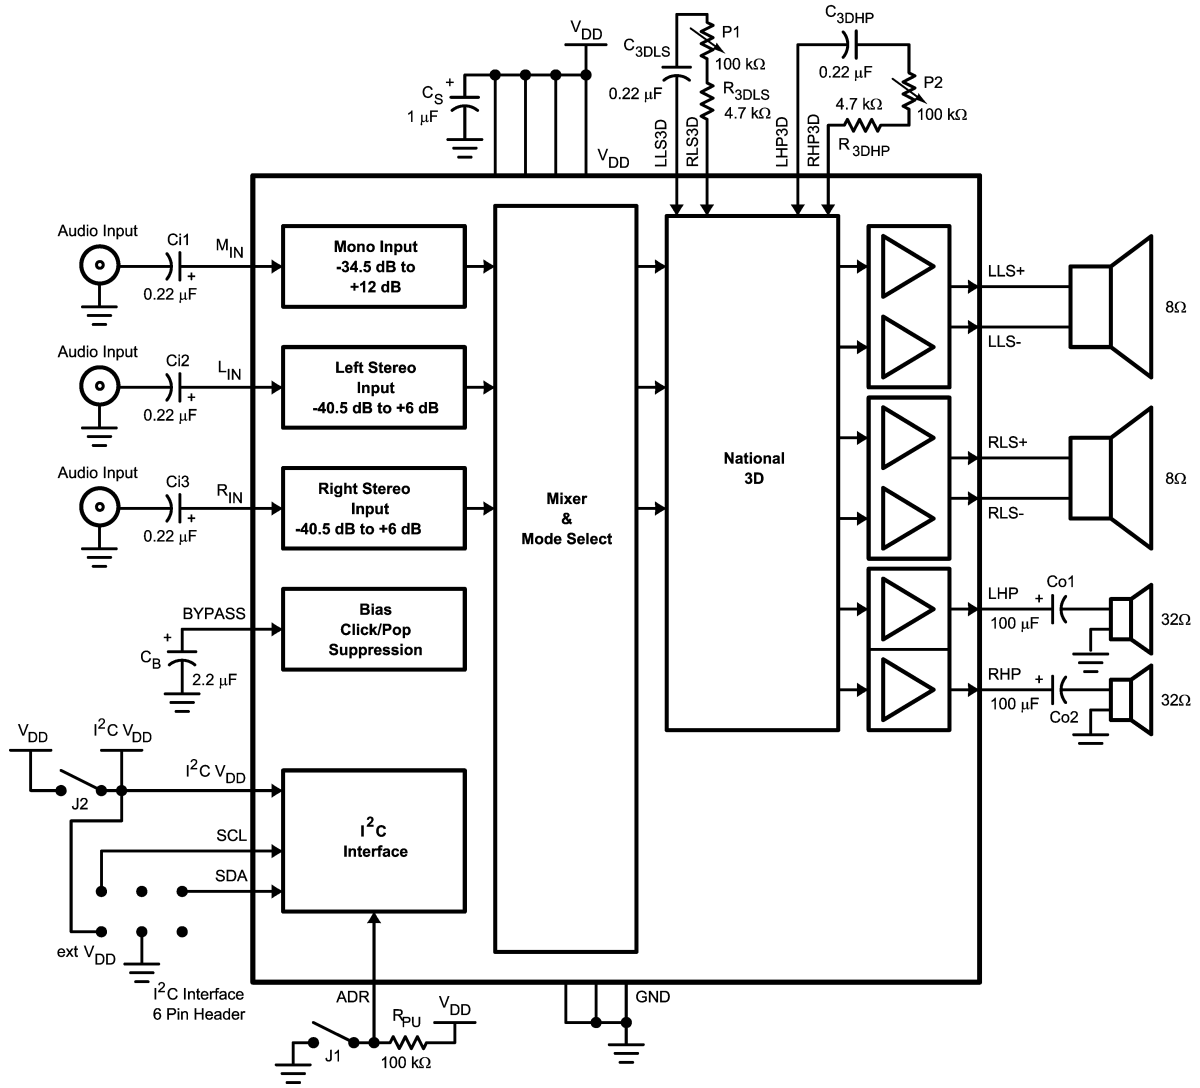 VDD
CS
+
1 µF
VDD
C3DLS
0.22 µF
P1
100 kΩ
R3DLS
4.7 kΩ
LLS3D
RLS3D
C3DHP
0.22 µF
P2
100 kΩ
4.7 kΩ
R3DHP
LHP3D
RHP3D
Audio Input
Ci1
+
0.22 µF
MIN
Mono Input
-34.5 dB to
+12 dB
Audio Input
Ci2
+
0.22 µF
LIN
Left Stereo
Input
-40.5 dB to +6 dB
Audio Input
Ci3
+
0.22 µF
RIN
Right Stereo
Input
-40.5 dB to +6 dB
BYPASS
+
CB
2.2 µF
Bias
Click/Pop
Suppression
Mixer
&
Mode Select
National
3D
LLS+
LLS-
8Ω
RLS+
RLS-
8Ω
LHP
+
Co1
100 µF
32Ω
RHP
+
Co2
100 µF
32Ω
VDD
I2C VDD
J2
I2C VDD
SCL
SDA
I2C
Interface
ext VDD
I2C Interface
6 Pin Header
ADR
J1
RPU
100 kΩ
VDD
GND